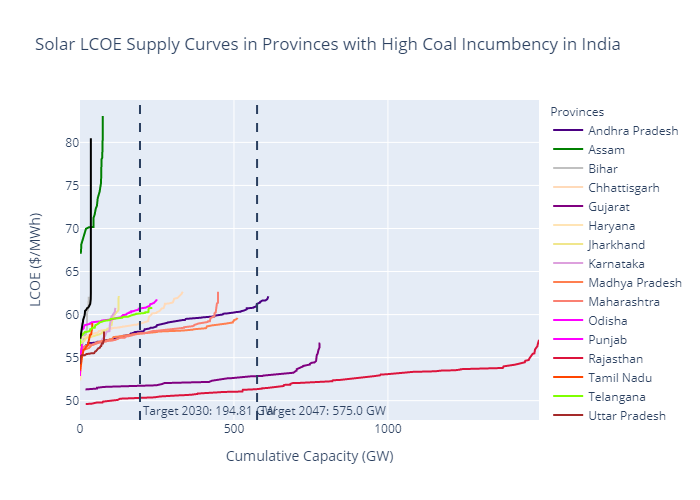 Solar LCOE Supply Curves in Provinces with High Coal Incumbency in India
Provinces
Andhra Pradesh
Assam
Bihar
Chhattisgarh
Gujarat
Haryana
Jharkhand
Karnataka
Madhya Pradesh
Maharashtra
Odisha
Punjab
Rajasthan
Tamil Nadu
Telangana
Uttar Pradesh
LCOE ($/MWh)
80
75
70
65
60
55
50
Target 2030: 194.81 GW
Target 2047: 575.0 GW
0
500
1000
Cumulative Capacity (GW)